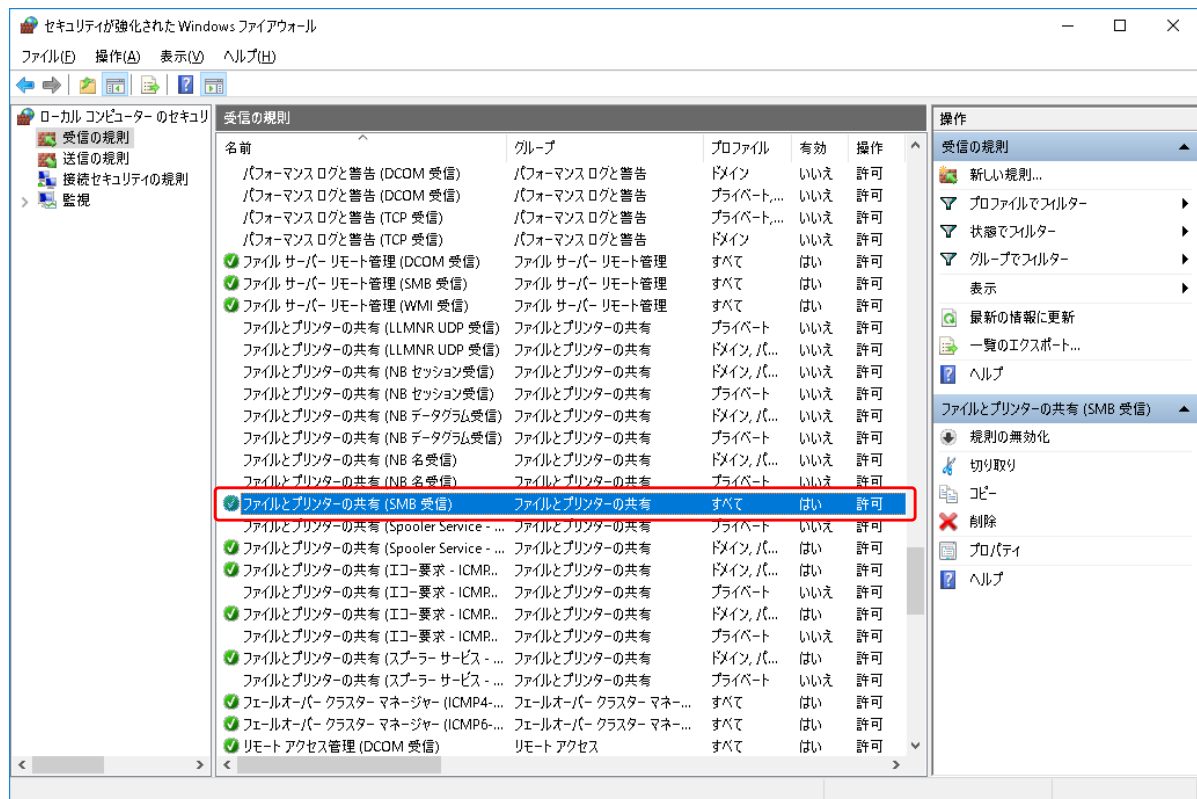 セキュリティが強化された Windows ファイアウォール
ファイル(F) 操作(A) 表示(V) ヘルプ(H)
ローカル コンピューター のセキュリ
受信の規則
送信の規則
接続セキュリティの規則
監視
受信の規則
名前 グループ プロファイル 有効 操作
パフォーマンス ログと警告 (DCOM 受信) パフォーマンス ログと警告 ドメイン いいえ 許可
パフォーマンス ログと警告 (DCOM 受信) パフォーマンス ログと警告 プライベート,... いいえ 許可
パフォーマンス ログと警告 (TCP 受信) パフォーマンス ログと警告 プライベート,... いいえ 許可
パフォーマンス ログと警告 (TCP 受信) パフォーマンス ログと警告 ドメイン いいえ 許可
ファイル サーバー リモート管理 (DCOM 受信) ファイル サーバー リモート管理 すべて はい 許可
ファイル サーバー リモート管理 (SMB 受信) ファイル サーバー リモート管理 すべて はい 許可
ファイル サーバー リモート管理 (WMI 受信) ファイル サーバー リモート管理 すべて はい 許可
ファイルとプリンターの共有 (LLMNR UDP 受信) ファイルとプリンターの共有 プライベート いいえ 許可
ファイルとプリンターの共有 (LLMNR UDP 受信) ファイルとプリンターの共有 ドメイン, パ... いいえ 許可
ファイルとプリンターの共有 (NB セッション受信) ファイルとプリンターの共有 ドメイン, パ... いいえ 許可
ファイルとプリンターの共有 (NB セッション受信) ファイルとプリンターの共有 プライベート いいえ 許可
ファイルとプリンターの共有 (NB データグラム受信) ファイルとプリンターの共有 ドメイン, パ... いいえ 許可
ファイルとプリンターの共有 (NB データグラム受信) ファイルとプリンターの共有 プライベート いいえ 許可
ファイルとプリンターの共有 (NB 名受信) ファイルとプリンターの共有 ドメイン, パ... いいえ 許可
ファイルとプリンターの共有 (NB 名受信) ファイルとプリンターの共有 プライベート いいえ 許可
ファイルとプリンターの共有 (SMB 受信) ファイルとプリンターの共有 すべて はい 許可
ファイルとプリンターの共有 (Spooler Service - ... ファイルとプリンターの共有 プライベート いいえ 許可
ファイルとプリンターの共有 (Spooler Service - ... ファイルとプリンターの共有 ドメイン, パ... はい 許可
ファイルとプリンターの共有 (エコー要求 - ICMP... ファイルとプリンターの共有 ドメイン, パ... はい 許可
ファイルとプリンターの共有 (エコー要求 - ICMP... ファイルとプリンターの共有 プライベート いいえ 許可
ファイルとプリンターの共有 (エコー要求 - ICMP... ファイルとプリンターの共有 ドメイン, パ... はい 許可
ファイルとプリンターの共有 (エコー要求 - ICMP... ファイルとプリンターの共有 プライベート いいえ 許可
ファイルとプリンターの共有 (スプーラー サービス - ... ファイルとプリンターの共有 ドメイン, パ... はい 許可
ファイルとプリンターの共有 (スプーラー サービス - ... ファイルとプリンターの共有 プライベート いいえ 許可
フェールオーバー クラスター マネージャー (ICMP4-... フェールオーバー クラスター マネー... すべて はい 許可
フェールオーバー クラスター マネージャー (ICMP6-... フェールオーバー クラスター マネー... すべて はい 許可
リモート アクセス管理 (DCOM 受信) リモート アクセス すべて はい 許可
操作
受信の規則
新しい規則...
プロファイルでフィルター
状態でフィルター
グループでフィルター
表示
最新の情報に更新
一覧のエクスポート...
ヘルプ
ファイルとプリンターの共有 (SMB 受信)
規則の無効化
切り取り
コピー
削除
プロパティ
ヘルプ